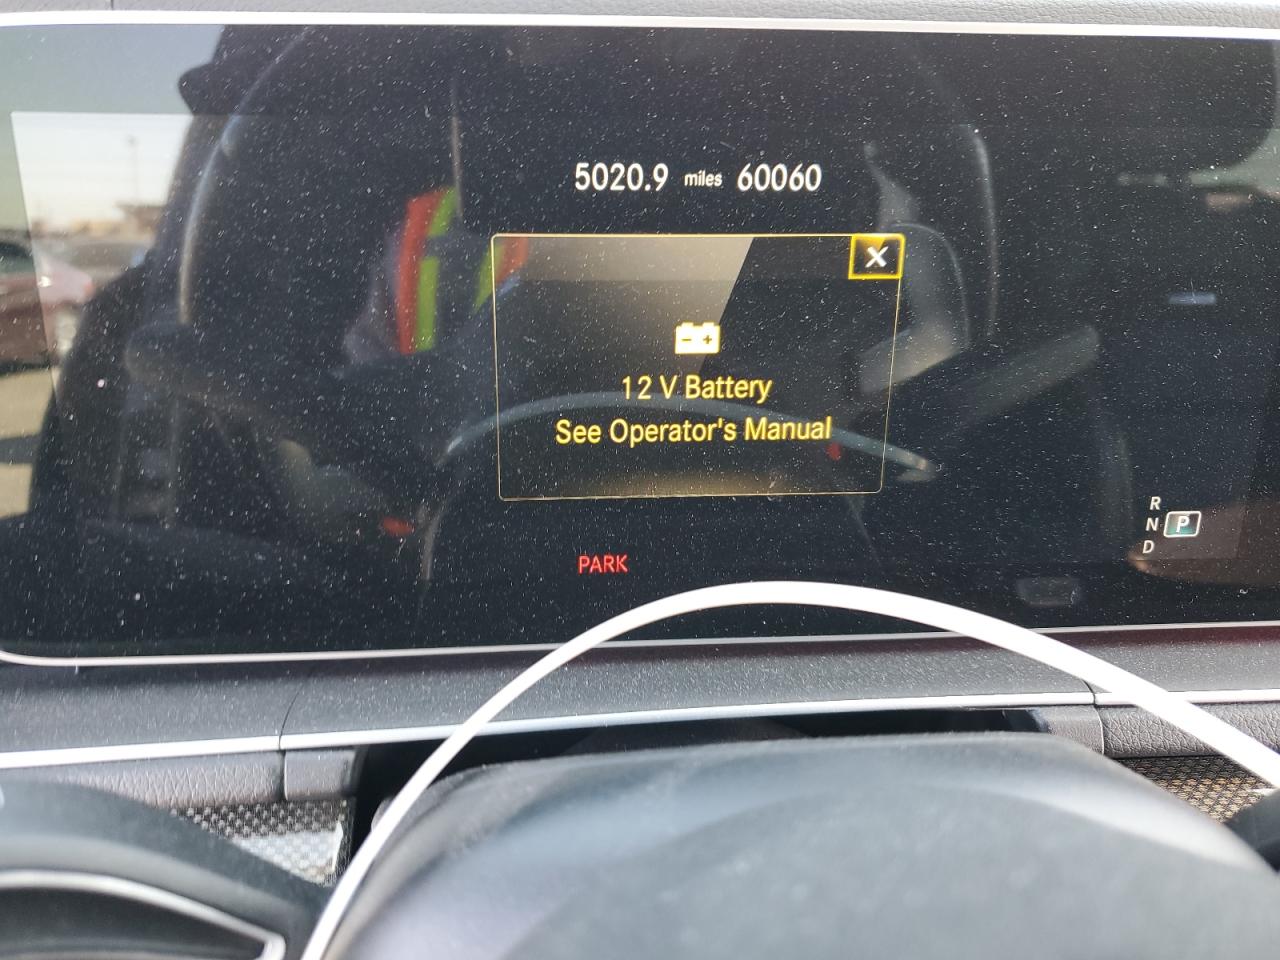 5020.9 miles 60060
X
- +
12 V Battery
See Operator's Manual
R
N P
D
PARK